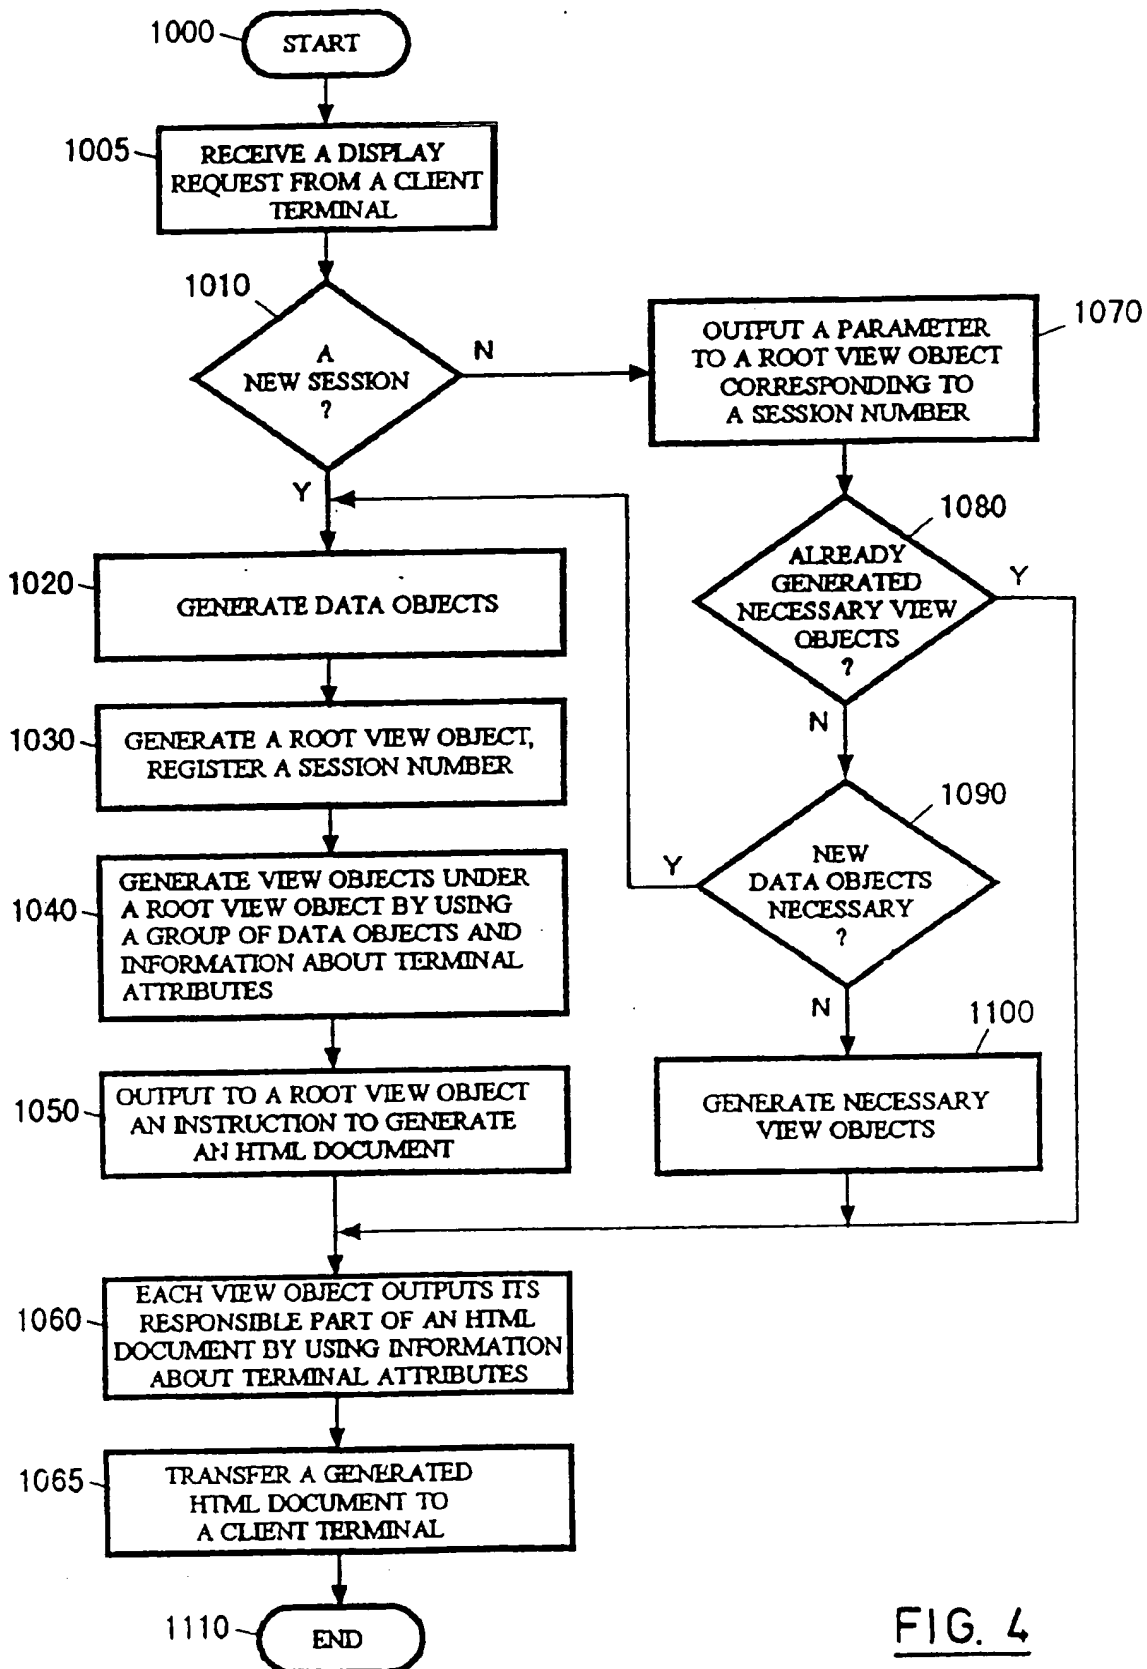 1000
START
1005
RECEIVE A DISPLAY
REQUEST FROM A CLIENT
TERMINAL
1010
A
NEW SESSION
?
N
Y
1070
OUTPUT A PARAMETER
TO A ROOT VIEW OBJECT
CORRESPONDING TO
A SESSION NUMBER
1080
ALREADY
GENERATED
NECESSARY VIEW
OBJECTS
?
Y
N
1020
GENERATE DATA OBJECTS
1030
GENERATE A ROOT VIEW OBJECT,
REGISTER A SESSION NUMBER
1090
NEW
DATA OBJECTS
NECESSARY
?
Y
N
1040
GENERATE VIEW OBJECTS UNDER
A ROOT VIEW OBJECT BY USING
A GROUP OF DATA OBJECTS AND
INFORMATION ABOUT TERMINAL
ATTRIBUTES
1100
GENERATE NECESSARY
VIEW OBJECTS
1050
OUTPUT TO A ROOT VIEW OBJECT
AN INSTRUCTION TO GENERATE
AN HTML DOCUMENT
1060
EACH VIEW OBJECT OUTPUTS ITS
RESPONSIBLE PART OF AN HTML
DOCUMENT BY USING INFORMATION
ABOUT TERMINAL ATTRIBUTES
1065
TRANSFER A GENERATED
HTML DOCUMENT TO
A CLIENT TERMINAL
1110
END
FIG. 4